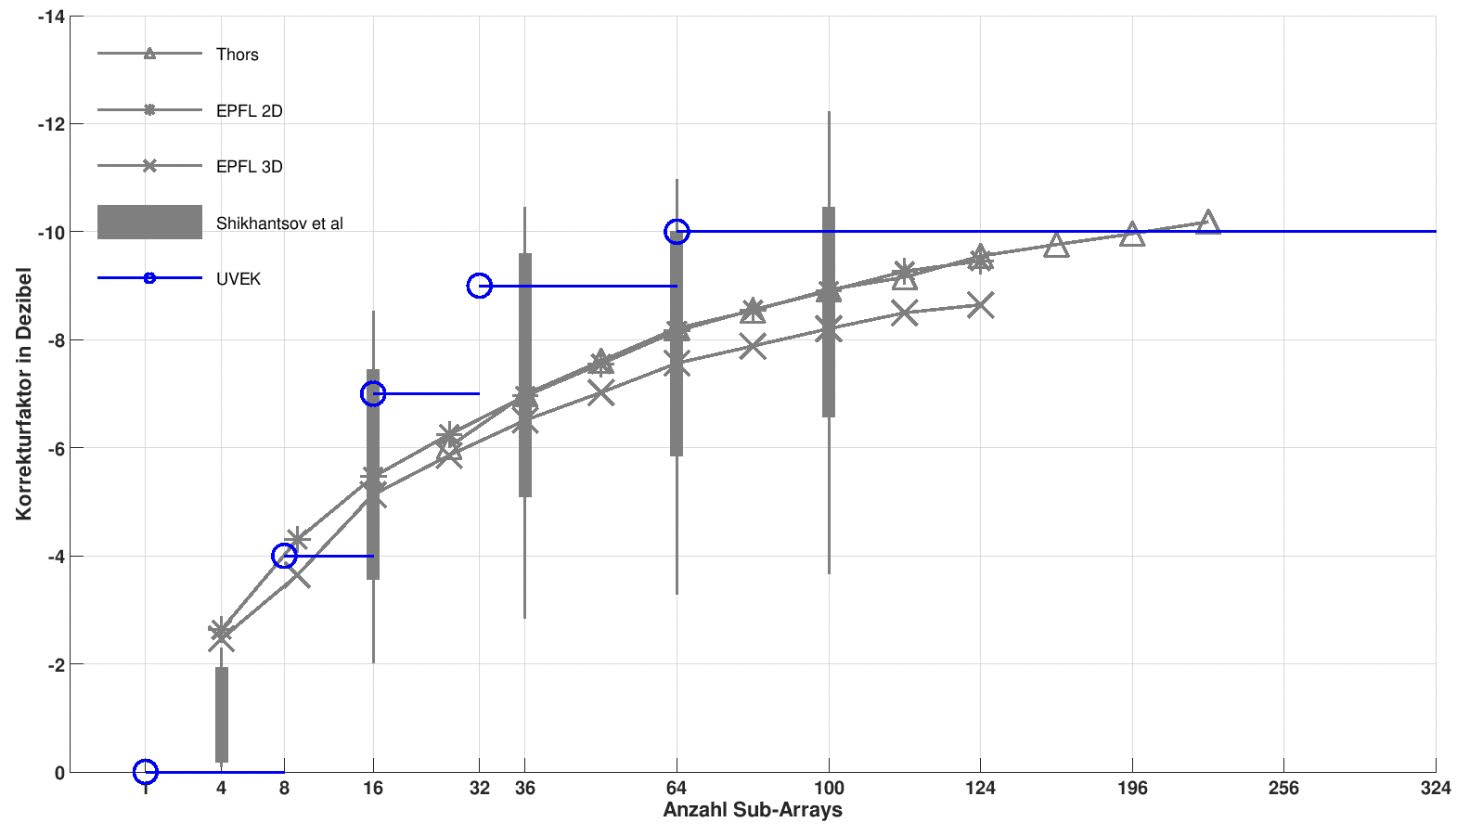 -14
-12
-10
-8
-6
-4
-2
0
Korrekturfaktor in Dezibel
Thors
EPFL 2D
EPFL 3D
Shikhantsov et al
UVEK
1 4 8 16 32 36 64 100 124 196 256 324
Anzahl Sub-Arrays